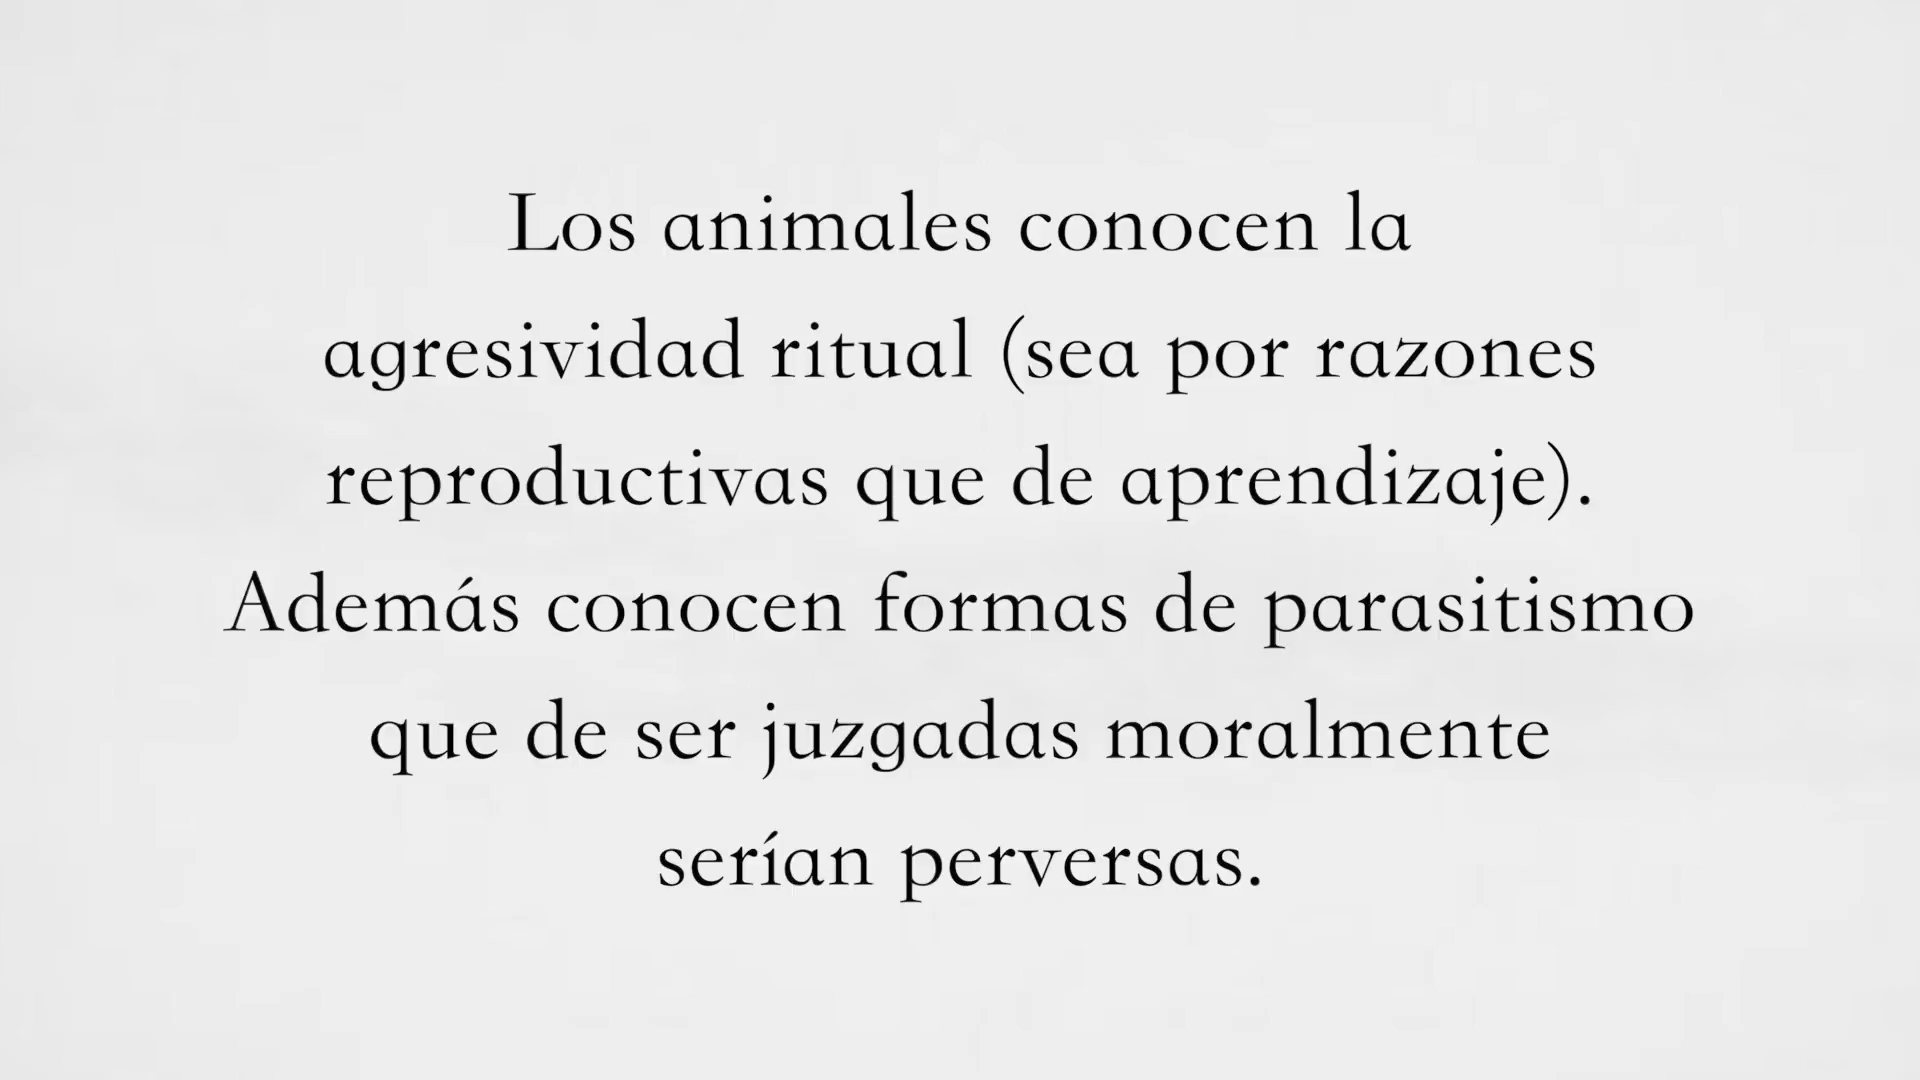 Los animales conocen la
agresividad ritual (sea por razones
reproductivas que de aprendizaje).
Además conocen formas de parasitismo
que de ser juzgadas moralmente
serían perversas.